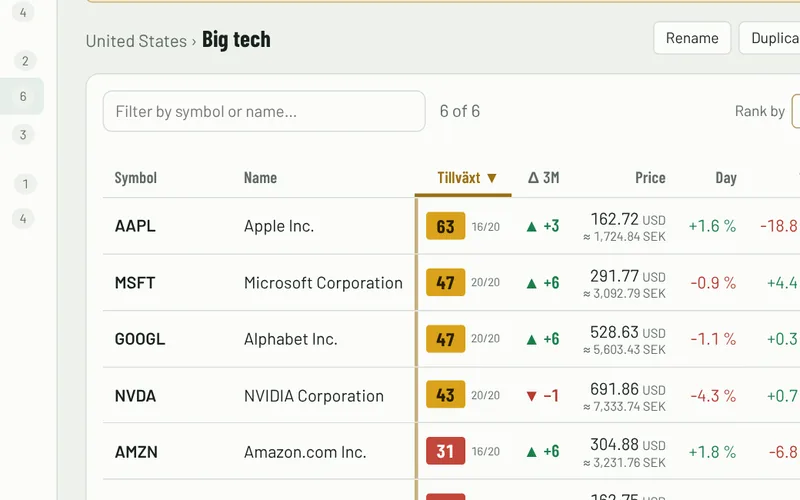 4
2
6
3
1
4
United States › Big tech
Rename
Duplica
Filter by symbol or name...
6 of 6
Rank by
Symbol Name Tillväxt ▼ Δ 3M Price Day
AAPL Apple Inc. 63 16/20 ▲ +3 162.72 USD +1.6 % -18.8
≈ 1,724.84 SEK
MSFT Microsoft Corporation 47 20/20 ▲ +6 291.77 USD -0.9 % +4.4
≈ 3,092.79 SEK
GOOGL Alphabet Inc. 47 20/20 ▲ +6 528.63 USD -1.1 % +0.3
≈ 5,603.43 SEK
NVDA NVIDIA Corporation 43 20/20 ▼ −1 691.86 USD -4.3 % +0.7
≈ 7,333.74 SEK
AMZN Amazon.com Inc. 31 16/20 ▲ +6 304.88 USD +1.8 % -6.8
≈ 3,231.76 SEK